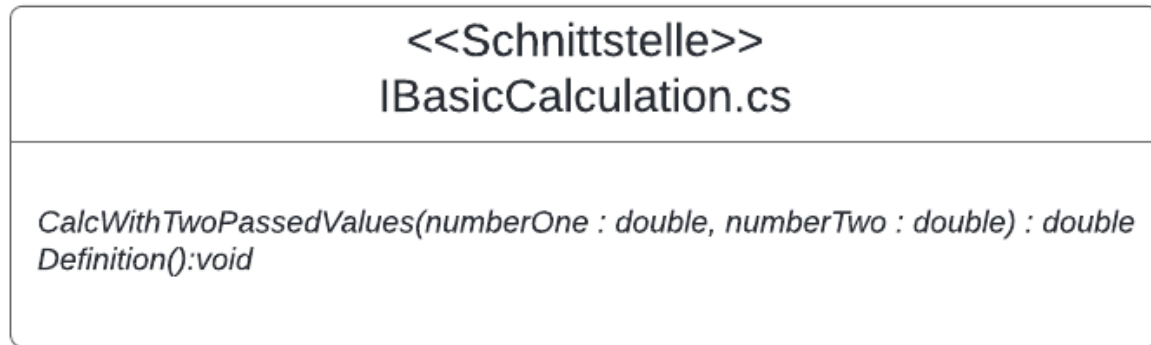 <<Schnittstelle>>
IBasicCalculation.cs
CalcWithTwoPassedValues(numberOne : double, numberTwo : double) : double
Definition():void